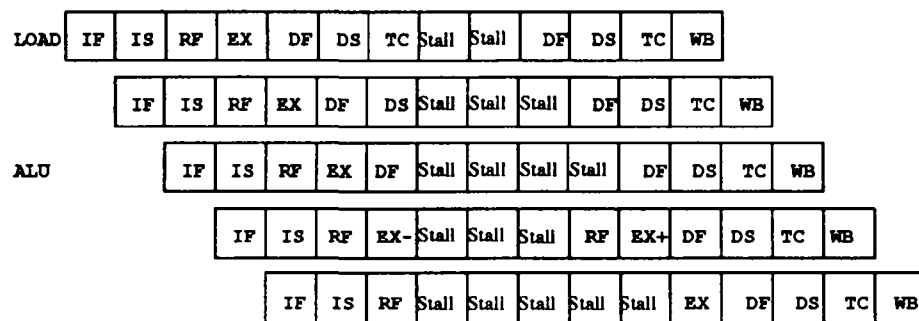 LOAD IF IS RF EX DF DS TC Stall Stall DF DS TC WB
IF IS RF EX DF DS Stall Stall Stall DF DS TC WB
ALU IF IS RF EX DF Stall Stall Stall Stall DF DS TC WB
IF IS RF EX- Stall Stall Stall RF EX+ DF DS TC WB
IF IS RF Stall Stall Stall Stall Stall EX DF DS TC WB